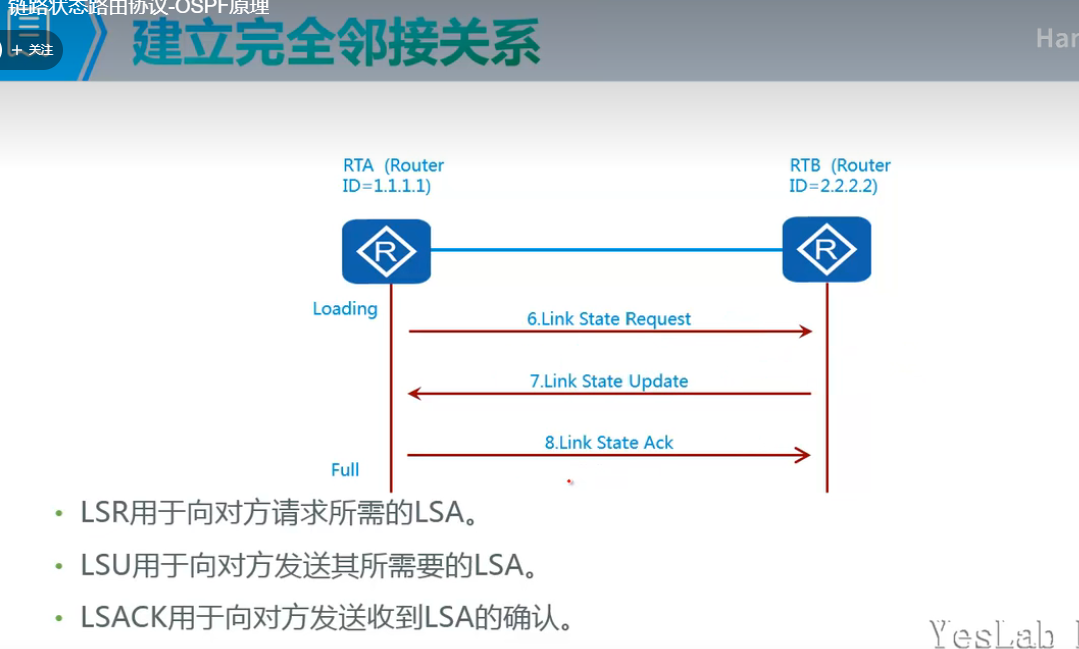 链路状态路由协议-OSPF原理
+ 关注
建立完全邻接关系
Har
RTA (Router
ID=1.1.1.1)
RTB (Router
ID=2.2.2.2)
R
R
Loading
6.Link State Request
7.Link State Update
8.Link State Ack
Full
• LSR用于向对方请求所需的LSA。
• LSU用于向对方发送其所需要的LSA。
• LSACK用于向对方发送收到LSA的确认。
YesLab